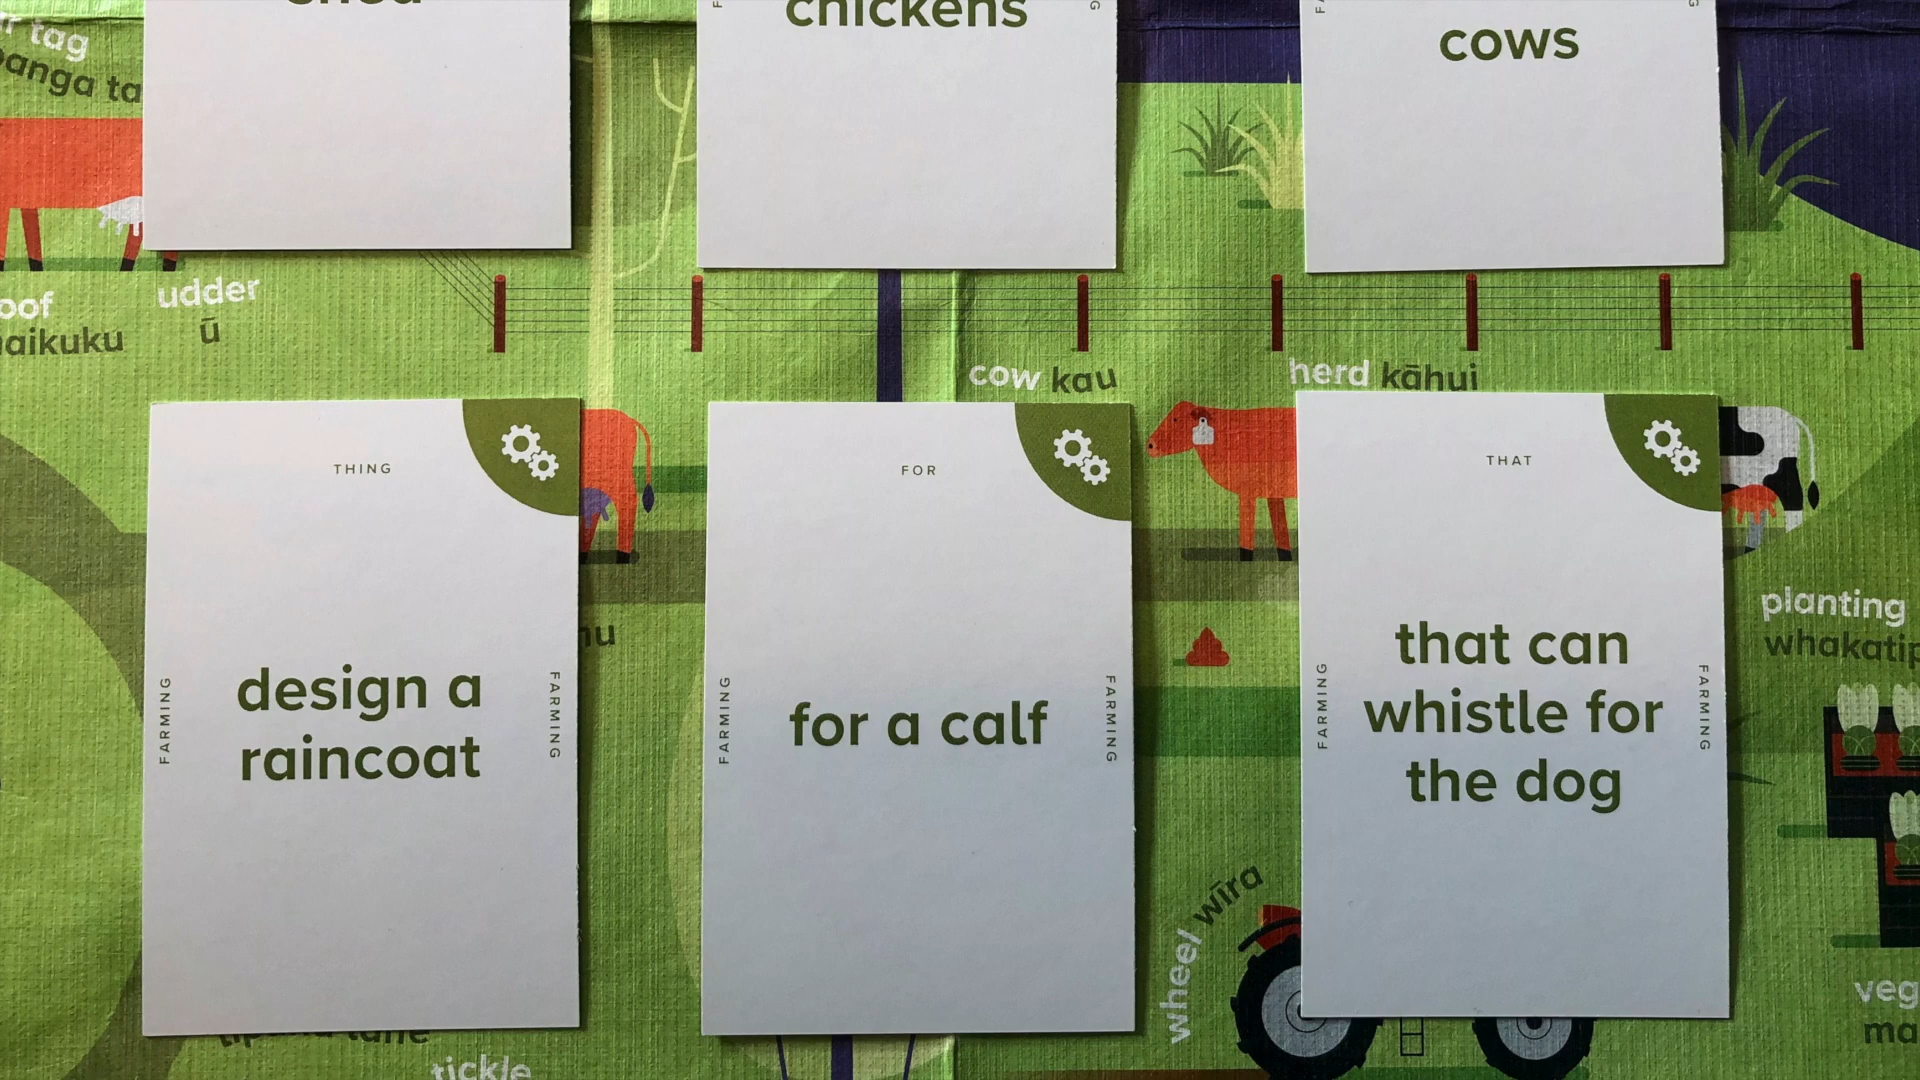 tag
chickens
cows
udder
ū
cow kau
herd kāhui
THING
FARMING
design a
raincoat
FARMING
FOR
FARMING
for a calf
FARMING
THAT
FARMING
that can
whistle for
the dog
FARMING
planting
wheel wīra
tickle